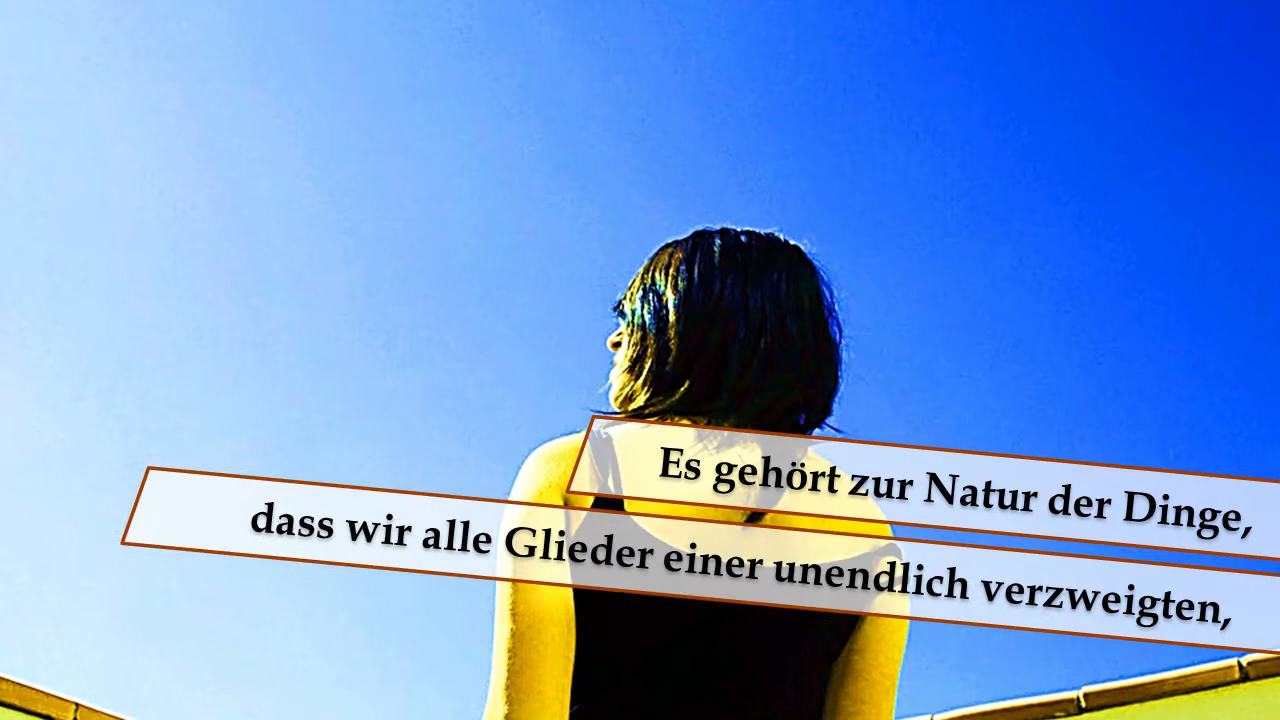 Es gehört zur Natur der Dinge,
dass wir alle Glieder einer unendlich verzweigten,